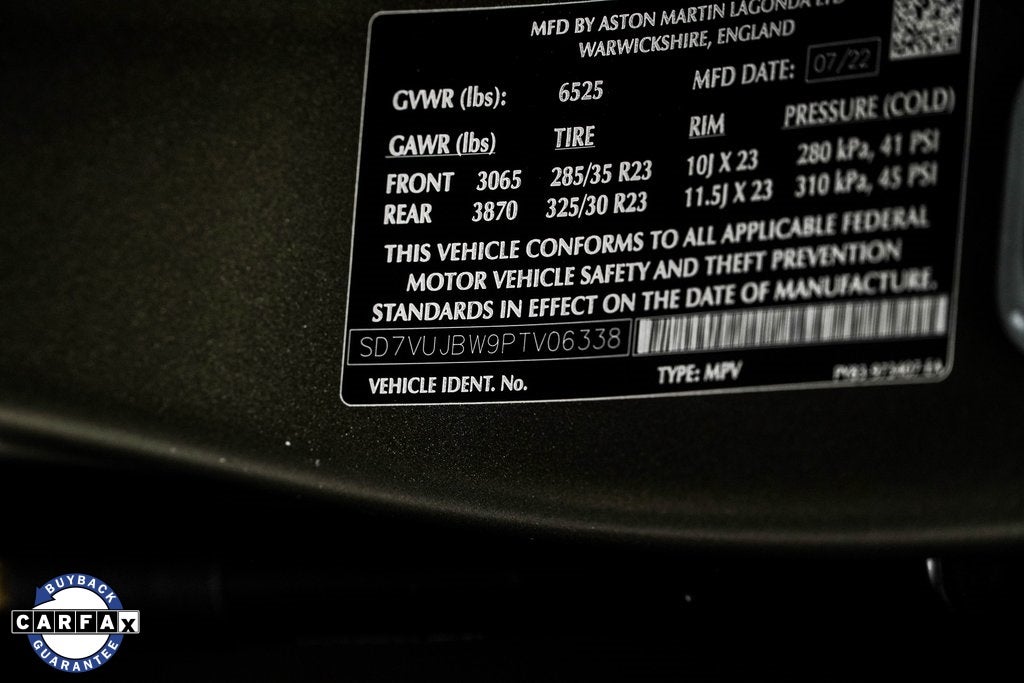 MFD BY ASTON MARTIN LAGONDA LTD
WARWICKSHIRE, ENGLAND
GVWR (lbs): 6525 MFD DATE: 07/22
GAWR (lbs) TIRE RIM PRESSURE (COLD)
FRONT 3065 285/35 R23 10J X 23 280 kPa, 41 PSI
REAR 3870 325/30 R23 11.5J X 23 310 kPa, 45 PSI
THIS VEHICLE CONFORMS TO ALL APPLICABLE FEDERAL
MOTOR VEHICLE SAFETY AND THEFT PREVENTION
STANDARDS IN EFFECT ON THE DATE OF MANUFACTURE.
SD7VUJBW9PTV06338
VEHICLE IDENT. No. TYPE: MPV
BUYBACK
CARFAX
GUARANTEE